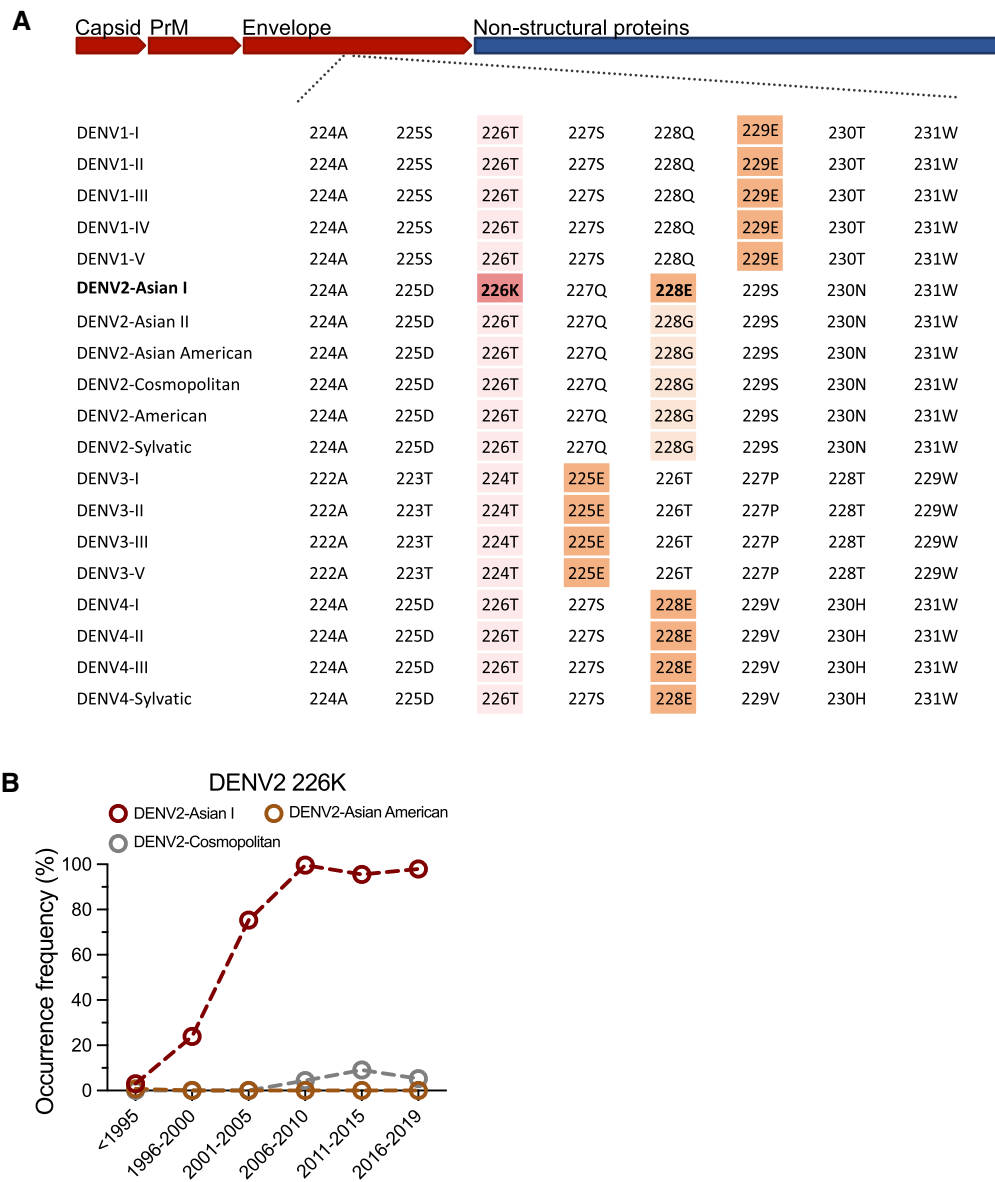 A
Capsid PrM Envelope Non-structural proteins
DENV1-I 224A 225S 226T 227S 228Q 229E 230T 231W
DENV1-II 224A 225S 226T 227S 228Q 229E 230T 231W
DENV1-III 224A 225S 226T 227S 228Q 229E 230T 231W
DENV1-IV 224A 225S 226T 227S 228Q 229E 230T 231W
DENV1-V 224A 225S 226T 227S 228Q 229E 230T 231W
DENV2-Asian I 224A 225D 226K 227Q 228E 229S 230N 231W
DENV2-Asian II 224A 225D 226T 227Q 228G 229S 230N 231W
DENV2-Asian American 224A 225D 226T 227Q 228G 229S 230N 231W
DENV2-Cosmopolitan 224A 225D 226T 227Q 228G 229S 230N 231W
DENV2-American 224A 225D 226T 227Q 228G 229S 230N 231W
DENV2-Sylvatic 224A 225D 226T 227Q 228G 229S 230N 231W
DENV3-I 222A 223T 224T 225E 226T 227P 228T 229W
DENV3-II 222A 223T 224T 225E 226T 227P 228T 229W
DENV3-III 222A 223T 224T 225E 226T 227P 228T 229W
DENV3-V 222A 223T 224T 225E 226T 227P 228T 229W
DENV4-I 224A 225D 226T 227S 228E 229V 230H 231W
DENV4-II 224A 225D 226T 227S 228E 229V 230H 231W
DENV4-III 224A 225D 226T 227S 228E 229V 230H 231W
DENV4-Sylvatic 224A 225D 226T 227S 228E 229V 230H 231W
B
DENV2 226K
DENV2-Asian I DENV2-Asian American
DENV2-Cosmopolitan
Occurrence frequency (%)
100
80
60
40
20
0
<1995 1996-2000 2001-2005 2006-2010 2011-2015 2016-2019